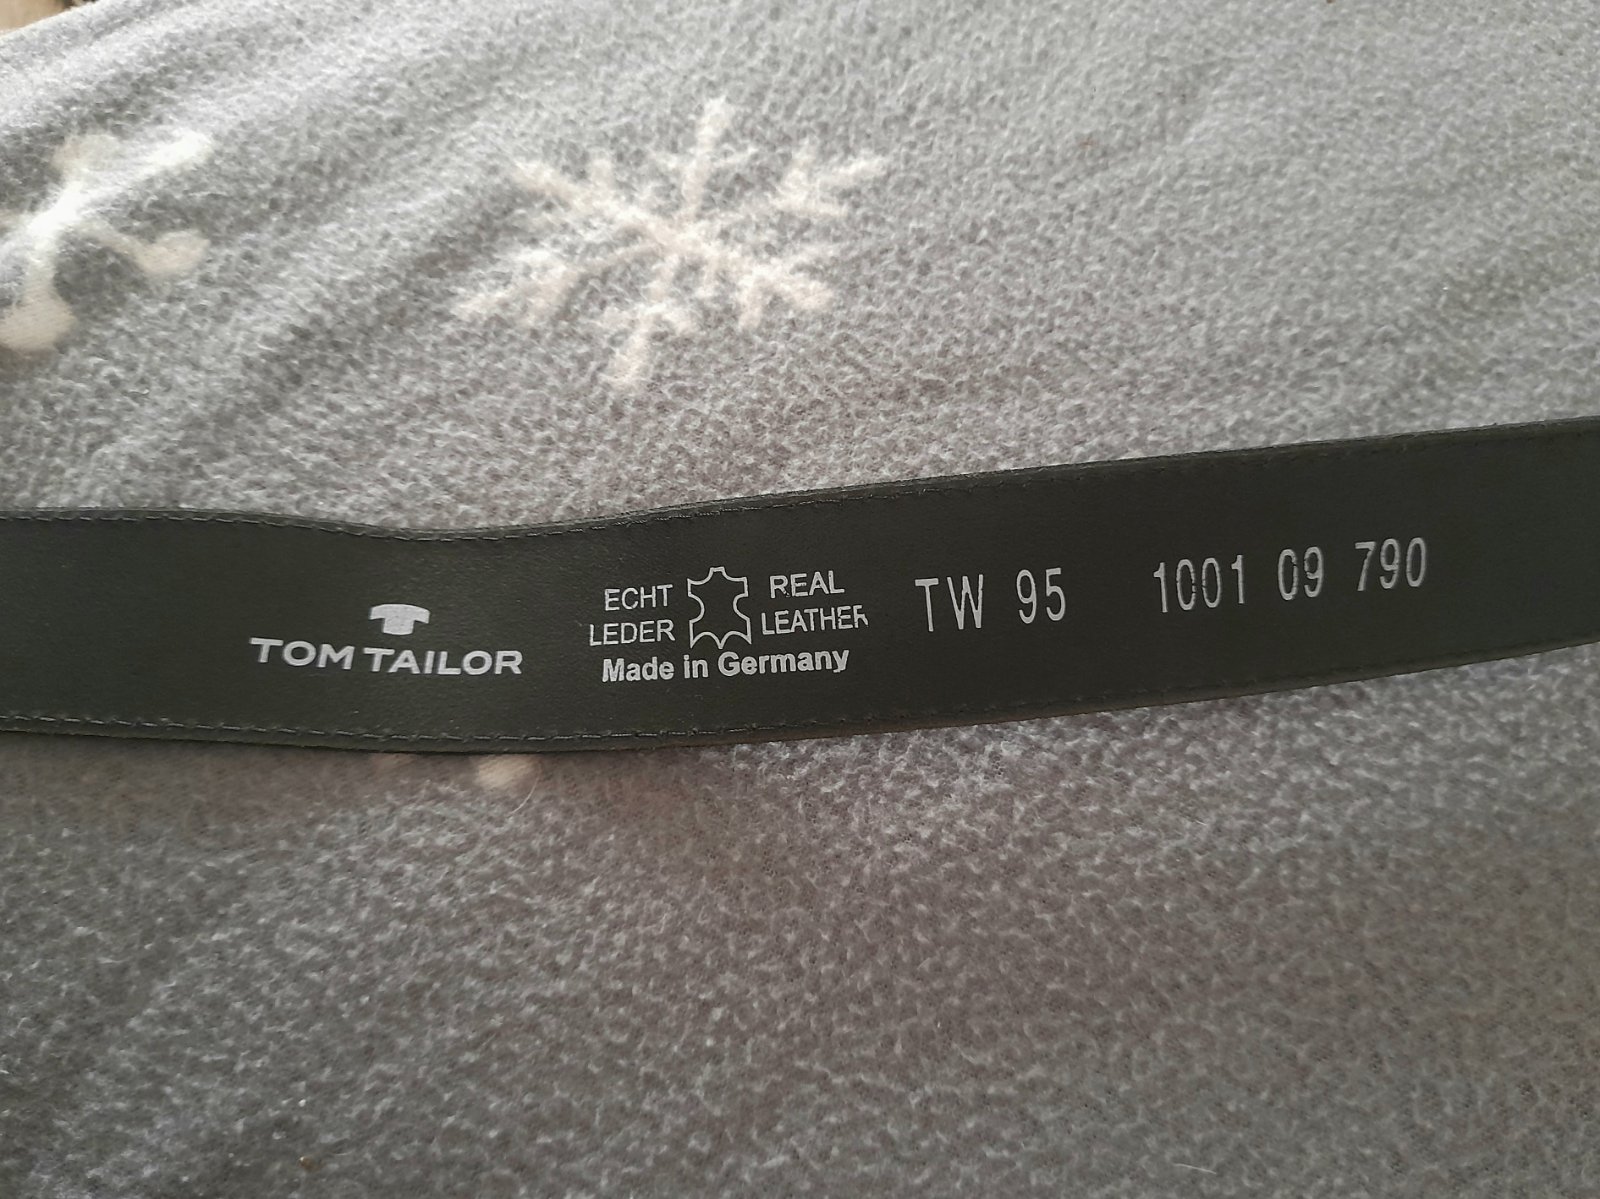 TOM TAILOR
ECHT LEDER
REAL LEATHER
Made in Germany
TW 95 1001 09 790